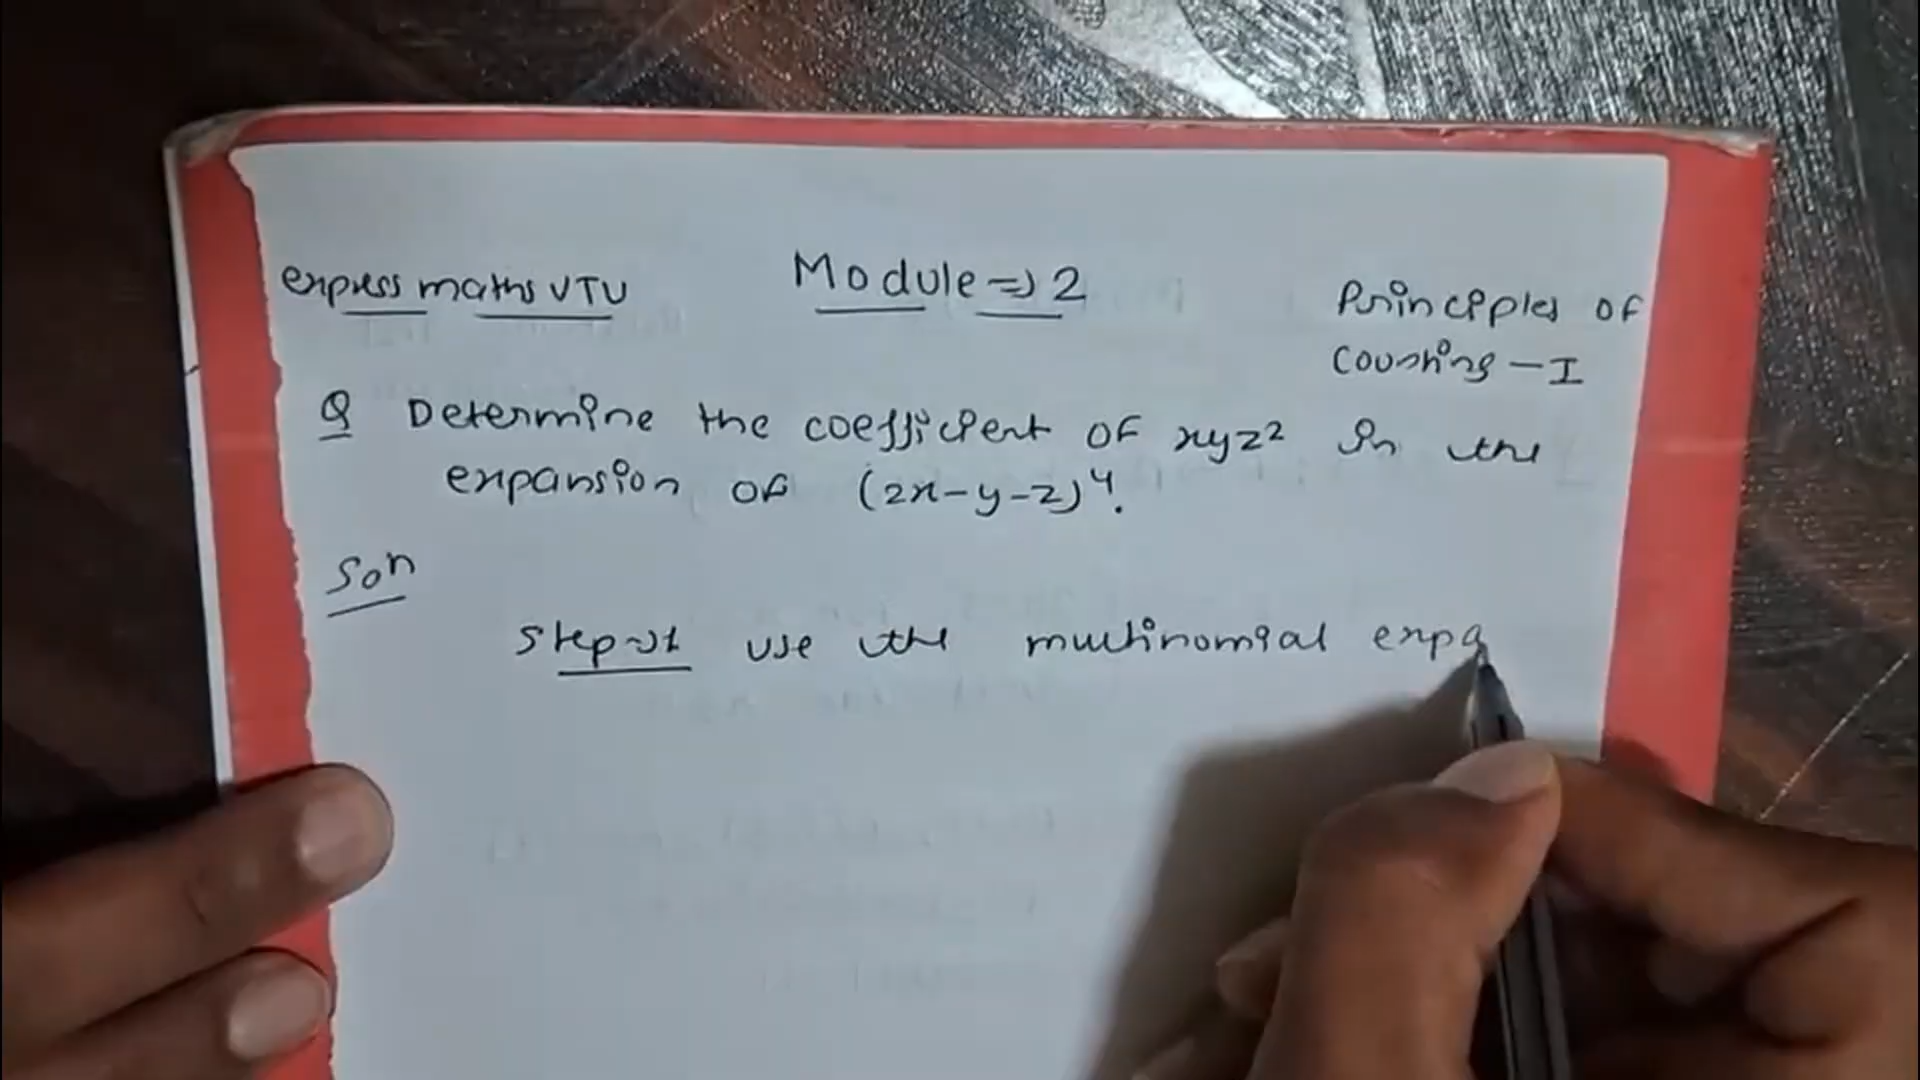 express maths VTU
Module ⇒ 2
Principles of
Counting - I
Q Determine the coefficient of xyz² in the
expansion of (2x-y-z)⁴.
Soⁿ
Step-1 use the multinomial expa